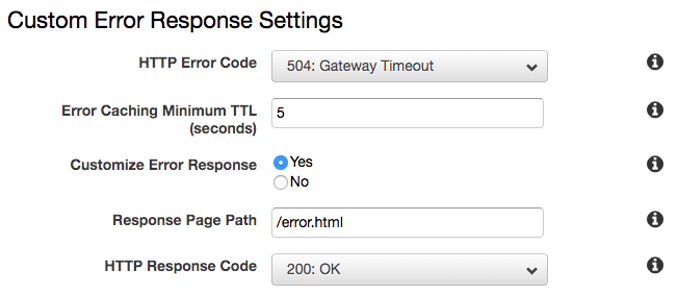 Custom Error Response Settings
HTTP Error Code 504: Gateway Timeout
Error Caching Minimum TTL
(seconds) 5
Customize Error Response Yes
No
Response Page Path /error.html
HTTP Response Code 200: OK